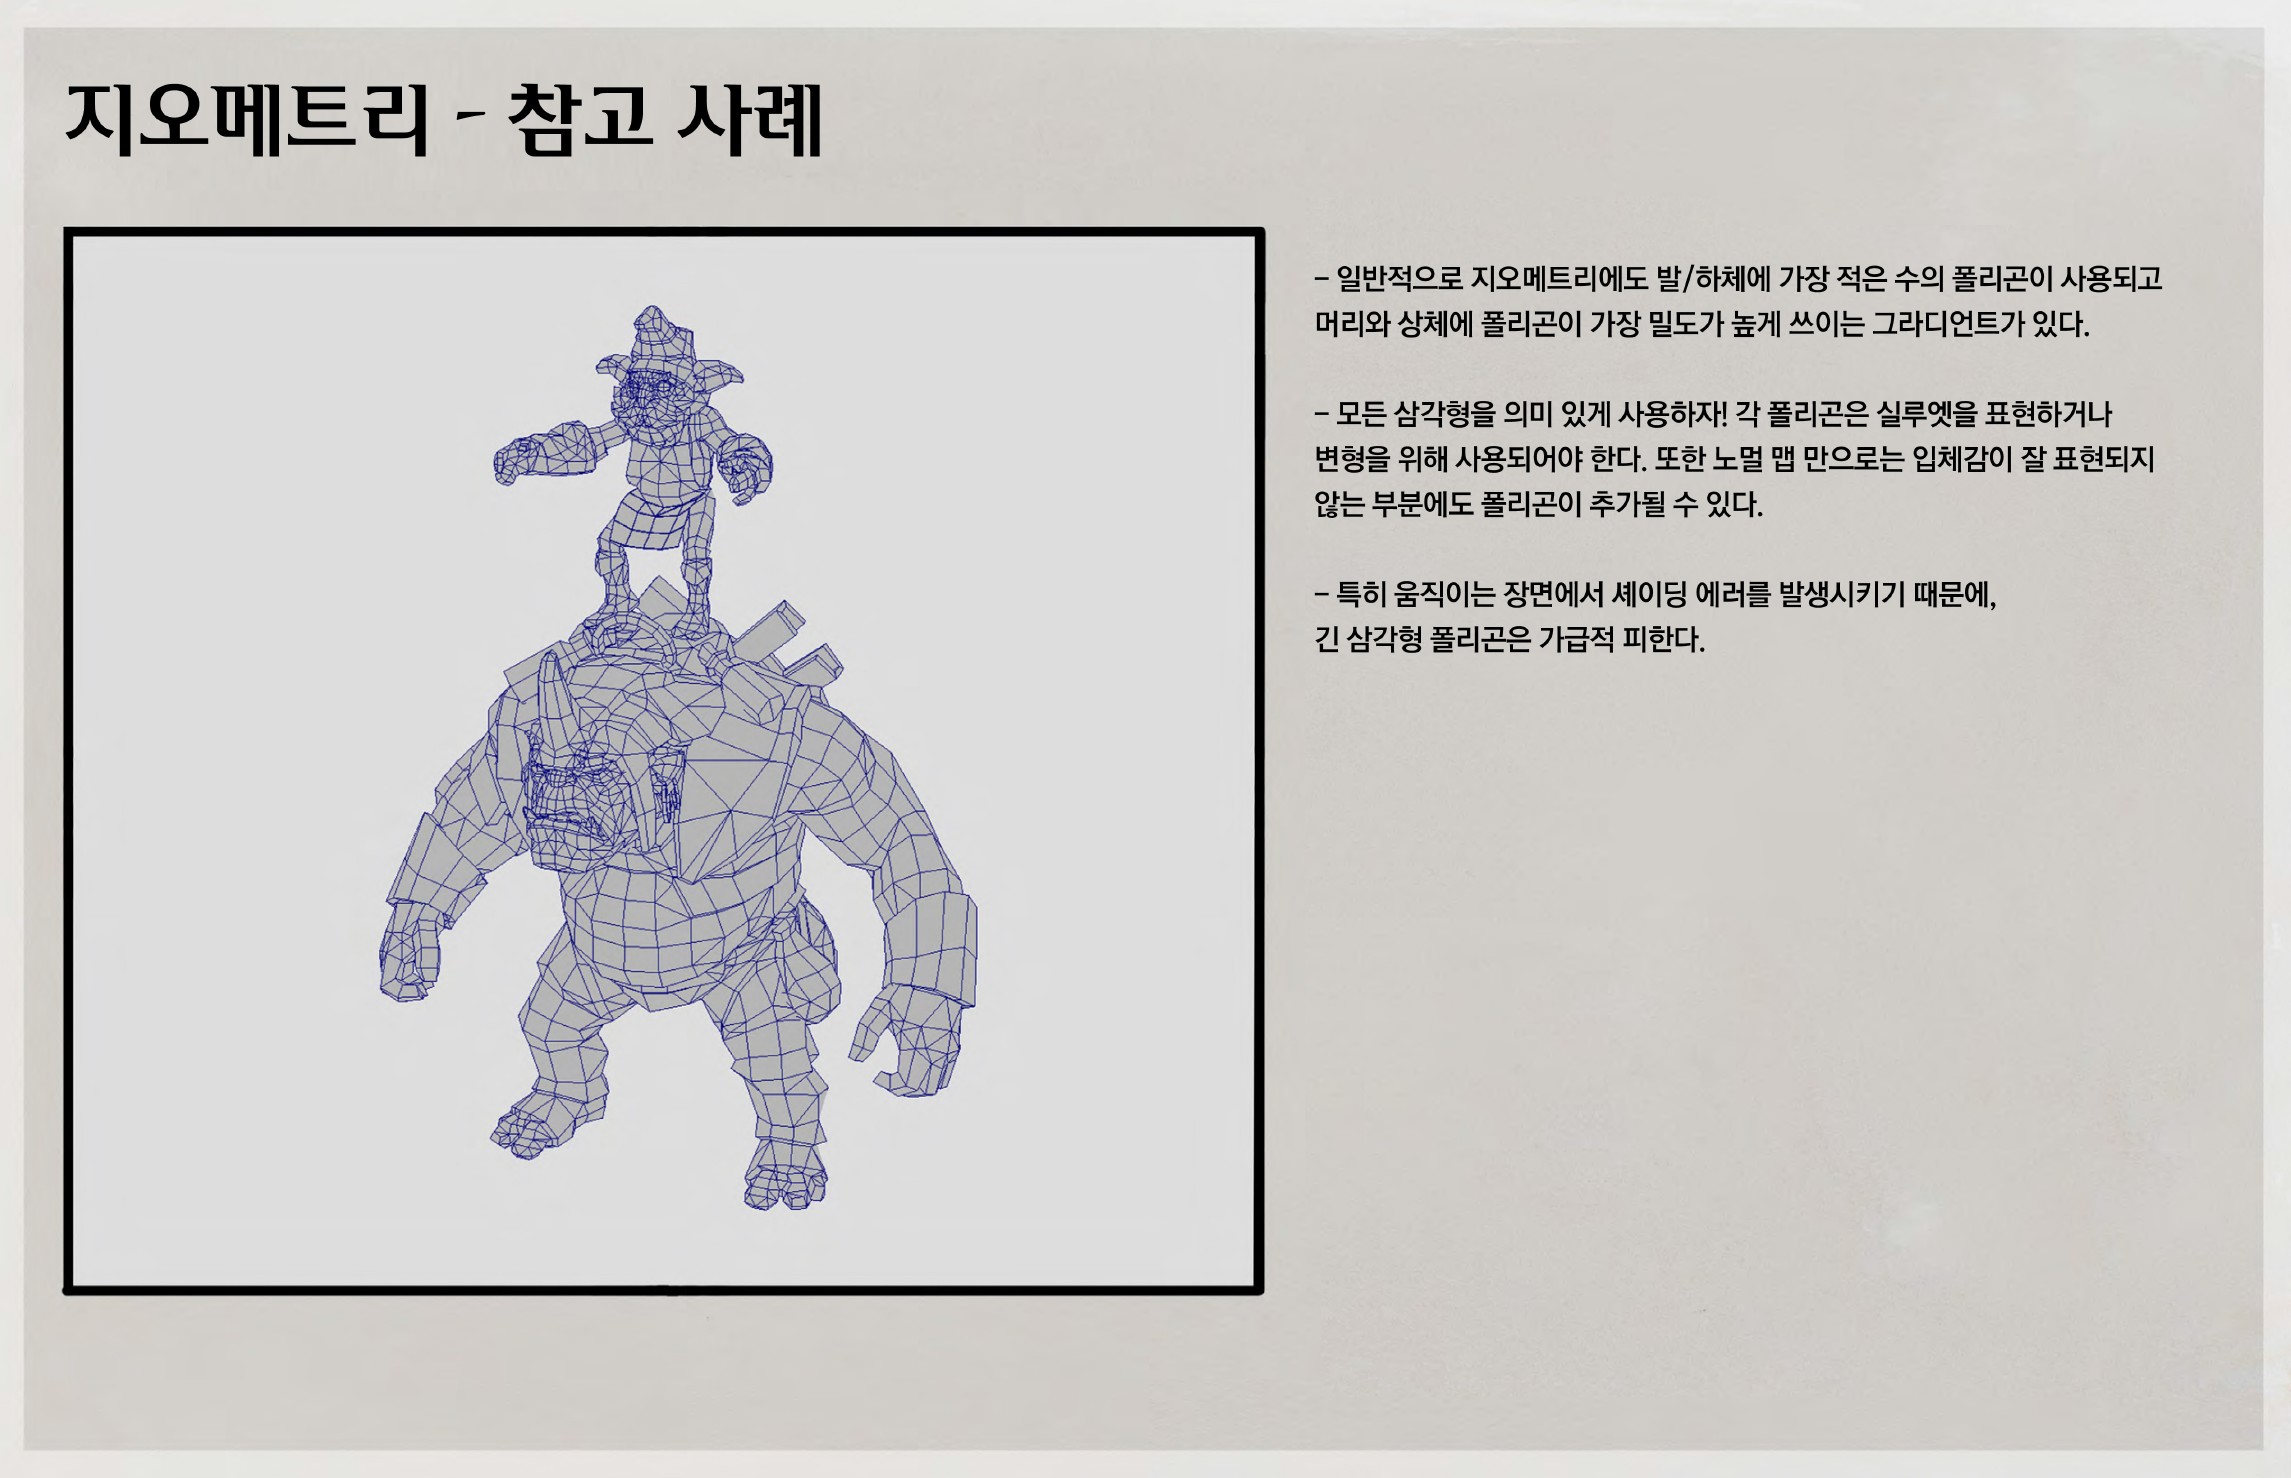 지오메트리 - 참고 사례
– 일반적으로 지오메트리에도 발/하체에 가장 적은 수의 폴리곤이 사용되고
머리와 상체에 폴리곤이 가장 밀도가 높게 쓰이는 그라디언트가 있다.
– 모든 삼각형을 의미 있게 사용하자! 각 폴리곤은 실루엣을 표현하거나
변형을 위해 사용되어야 한다. 또한 노멀 맵 만으로는 입체감이 잘 표현되지
않는 부분에도 폴리곤이 추가될 수 있다.
– 특히 움직이는 장면에서 셰이딩 에러를 발생시키기 때문에,
긴 삼각형 폴리곤은 가급적 피한다.